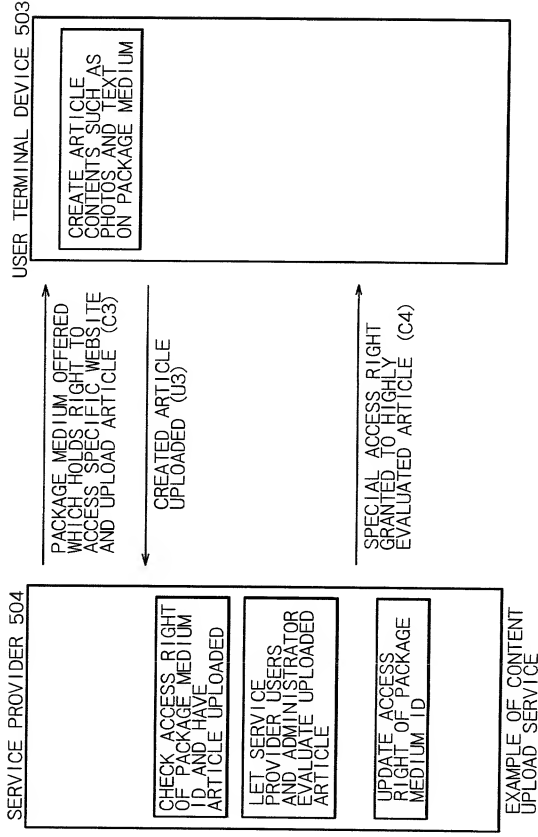 SERVICE PROVIDER 504
CHECK ACCESS RIGHT
OF PACKAGE MEDIUM
ID AND HAVE
ARTICLE UPLOADED
LET SERVICE
PROVIDER USERS
AND ADMINISTRATOR
EVALUATE UPLOADED
ARTICLE
UPDATE ACCESS
RIGHT OF PACKAGE
MEDIUM ID
EXAMPLE OF CONTENT
UPLOAD SERVICE
PACKAGE MEDIUM OFFERED
WHICH HOLDS RIGHT TO
ACCESS SPECIFIC WEBSITE
AND UPLOAD ARTICLE (C3)
CREATED ARTICLE
UPLOADED (U3)
SPECIAL ACCESS RIGHT
GRANTED TO HIGHLY
EVALUATED ARTICLE (C4)
USER TERMINAL DEVICE 503
CREATE ARTICLE
CONTENTS SUCH AS
PHOTOS AND TEXT
ON PACKAGE MEDIUM